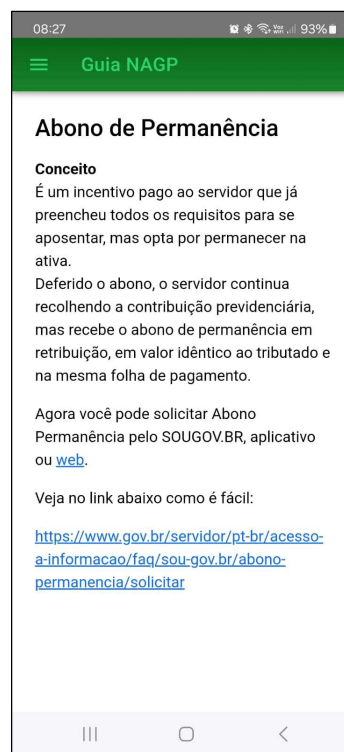 08:27
93%
Guia NAGP
Abono de Permanência
Conceito
É um incentivo pago ao servidor que já
preencheu todos os requisitos para se
aposentar, mas opta por permanecer na
ativa.
Deferido o abono, o servidor continua
recolhendo a contribuição previdenciária,
mas recebe o abono de permanência em
retribuição, em valor idêntico ao tributado e
na mesma folha de pagamento.
Agora você pode solicitar Abono
Permanência pelo SOUGOV.BR, aplicativo
ou web.
Veja no link abaixo como é fácil:
https://www.gov.br/servidor/pt-br/acesso-
a-informacao/faq/sou-gov.br/abono-
permanencia/solicitar